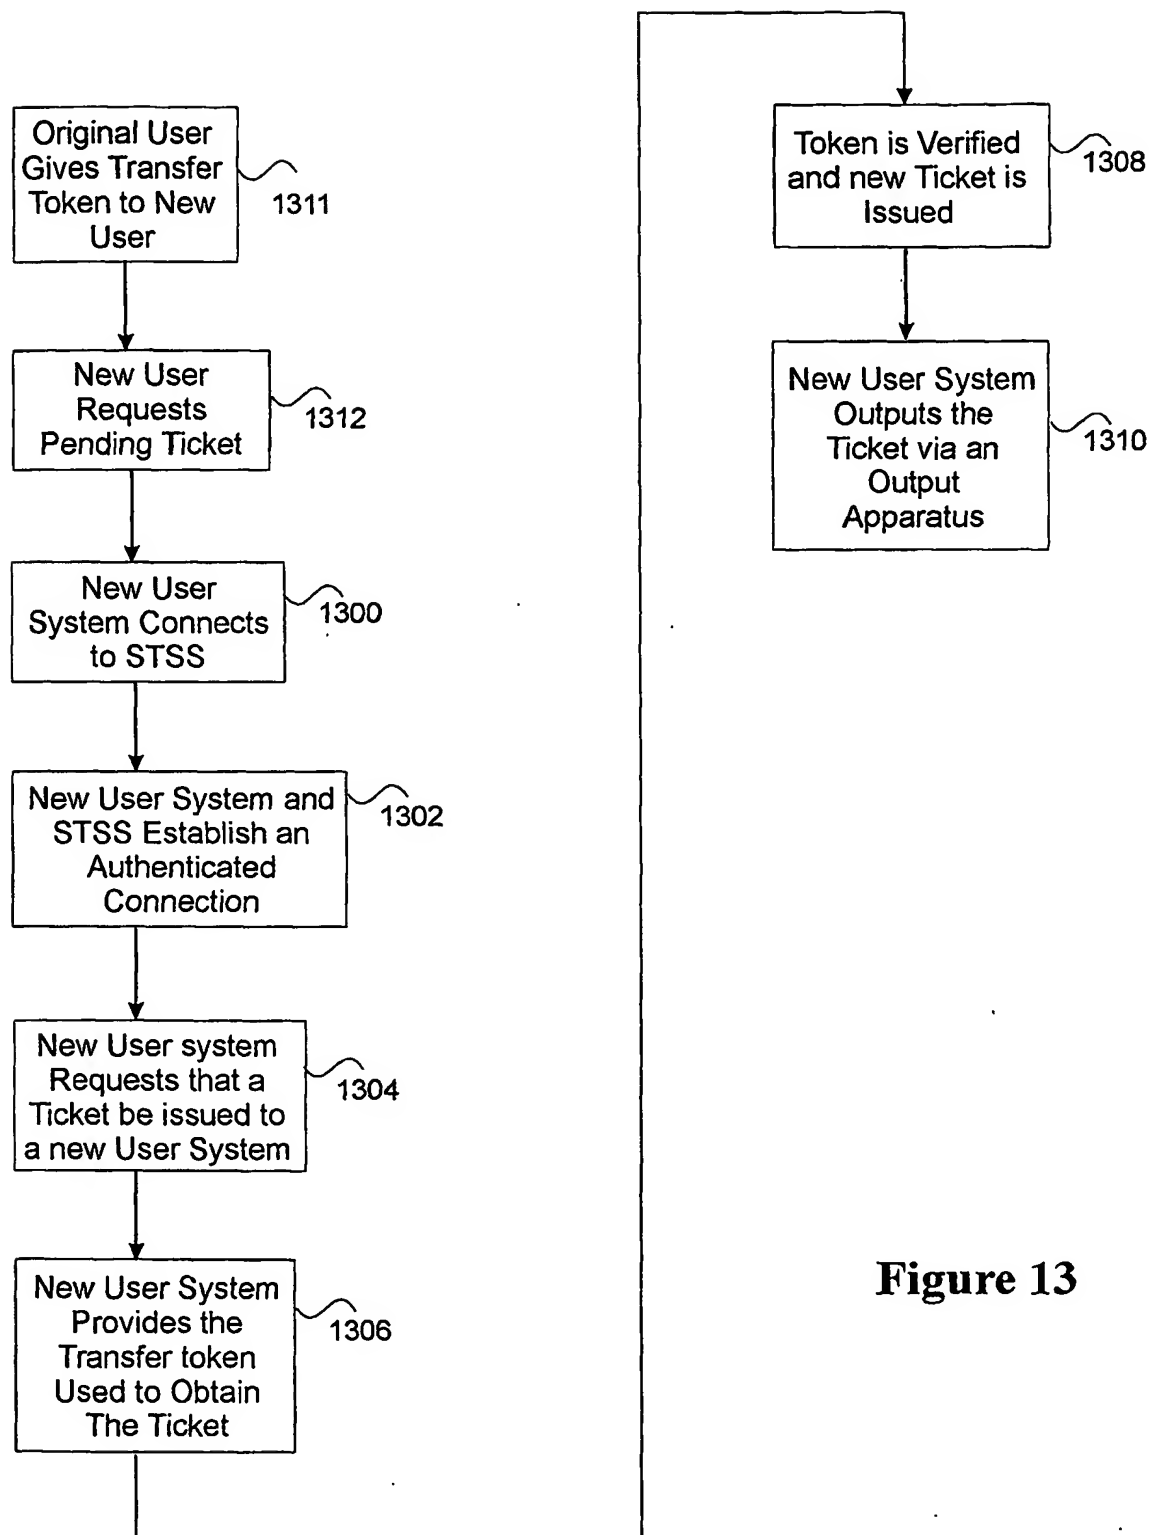 Original User
Gives Transfer
Token to New
User
1311
New User
Requests
Pending Ticket
1312
New User
System Connects
to STSS
1300
New User System and
STSS Establish an
Authenticated
Connection
1302
New User system
Requests that a
Ticket be issued to
a new User System
1304
New User System
Provides the
Transfer token
Used to Obtain
The Ticket
1306
Token is Verified
and new Ticket is
Issued
1308
New User System
Outputs the
Ticket via an
Output
Apparatus
1310
Figure 13